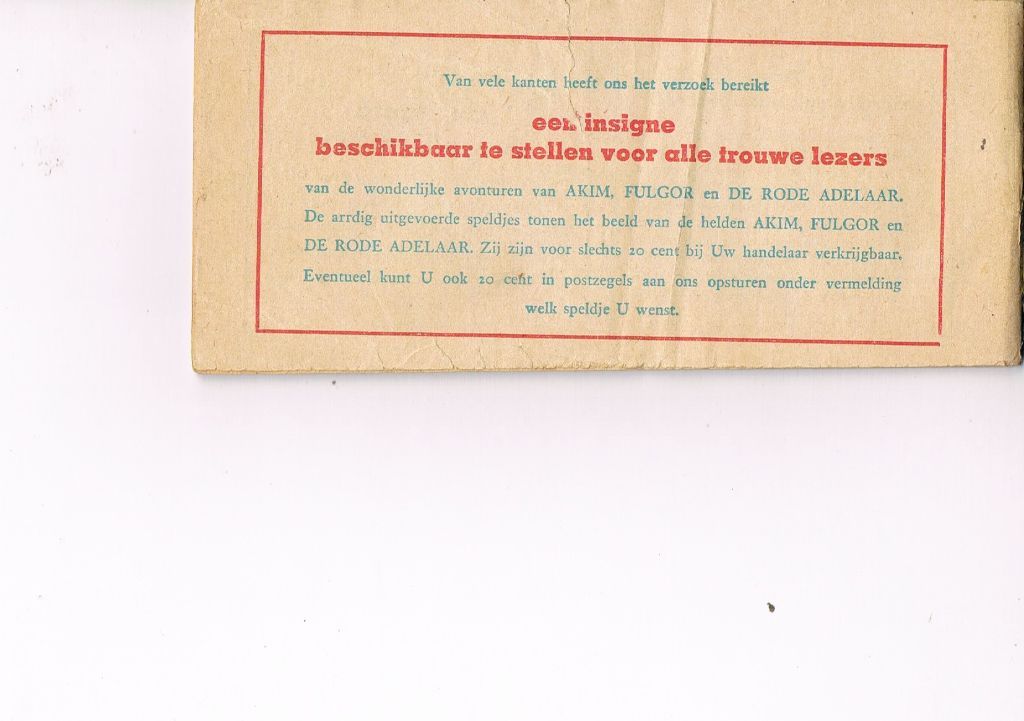 Van vele kanten heeft ons het verzoek bereikt
een insigne
beschikbaar te stellen voor alle trouwe lezers
van de wonderlijke avonturen van AKIM, FULGOR en DE RODE ADELAAR.
De arrdig uitgevoerde speldjes tonen het beeld van de helden AKIM, FULGOR en
DE RODE ADELAAR. Zij zijn voor slechts 20 cent bij Uw handelaar verkrijgbaar.
Eventueel kunt U ook 20 cent in postzegels aan ons opsturen onder vermelding
welk speldje U wenst.